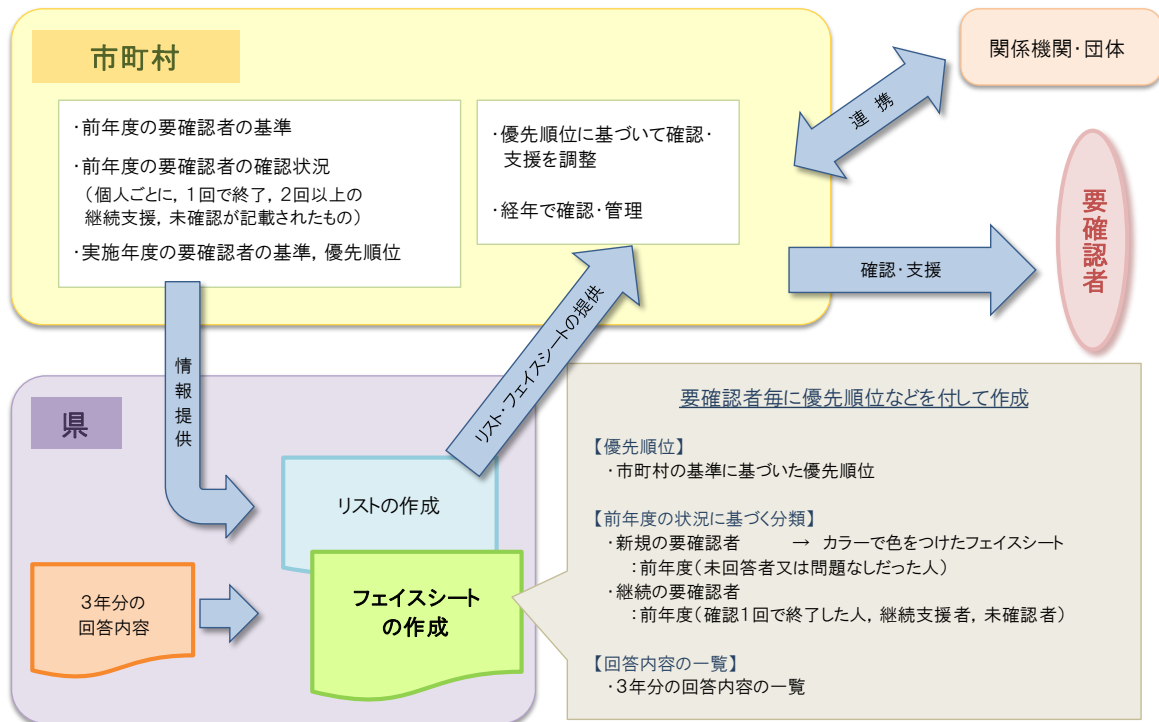 市町村
・前年度の要確認者の基準
・前年度の要確認者の確認状況
（個人ごとに，１回で終了，２回以上の
継続支援，未確認が記載されたもの）
・実施年度の要確認者の基準，優先順位
・優先順位に基づいて確認・
支援を調整
・経年で確認・管理
連携
関係機関・団体
確認・支援
要確認者
情報提供
リスト・フェイスシートの提供
県
リストの作成
３年分の
回答内容
フェイスシート
の作成
要確認者毎に優先順位などを付して作成
【優先順位】
・市町村の基準に基づいた優先順位
【前年度の状況に基づく分類】
・新規の要確認者　　→　カラーで色をつけたフェイスシート
：前年度（未回答者又は問題なしだった人）
・継続の要確認者
：前年度（確認１回で終了した人，継続支援者，未確認者）
【回答内容の一覧】
・３年分の回答内容の一覧